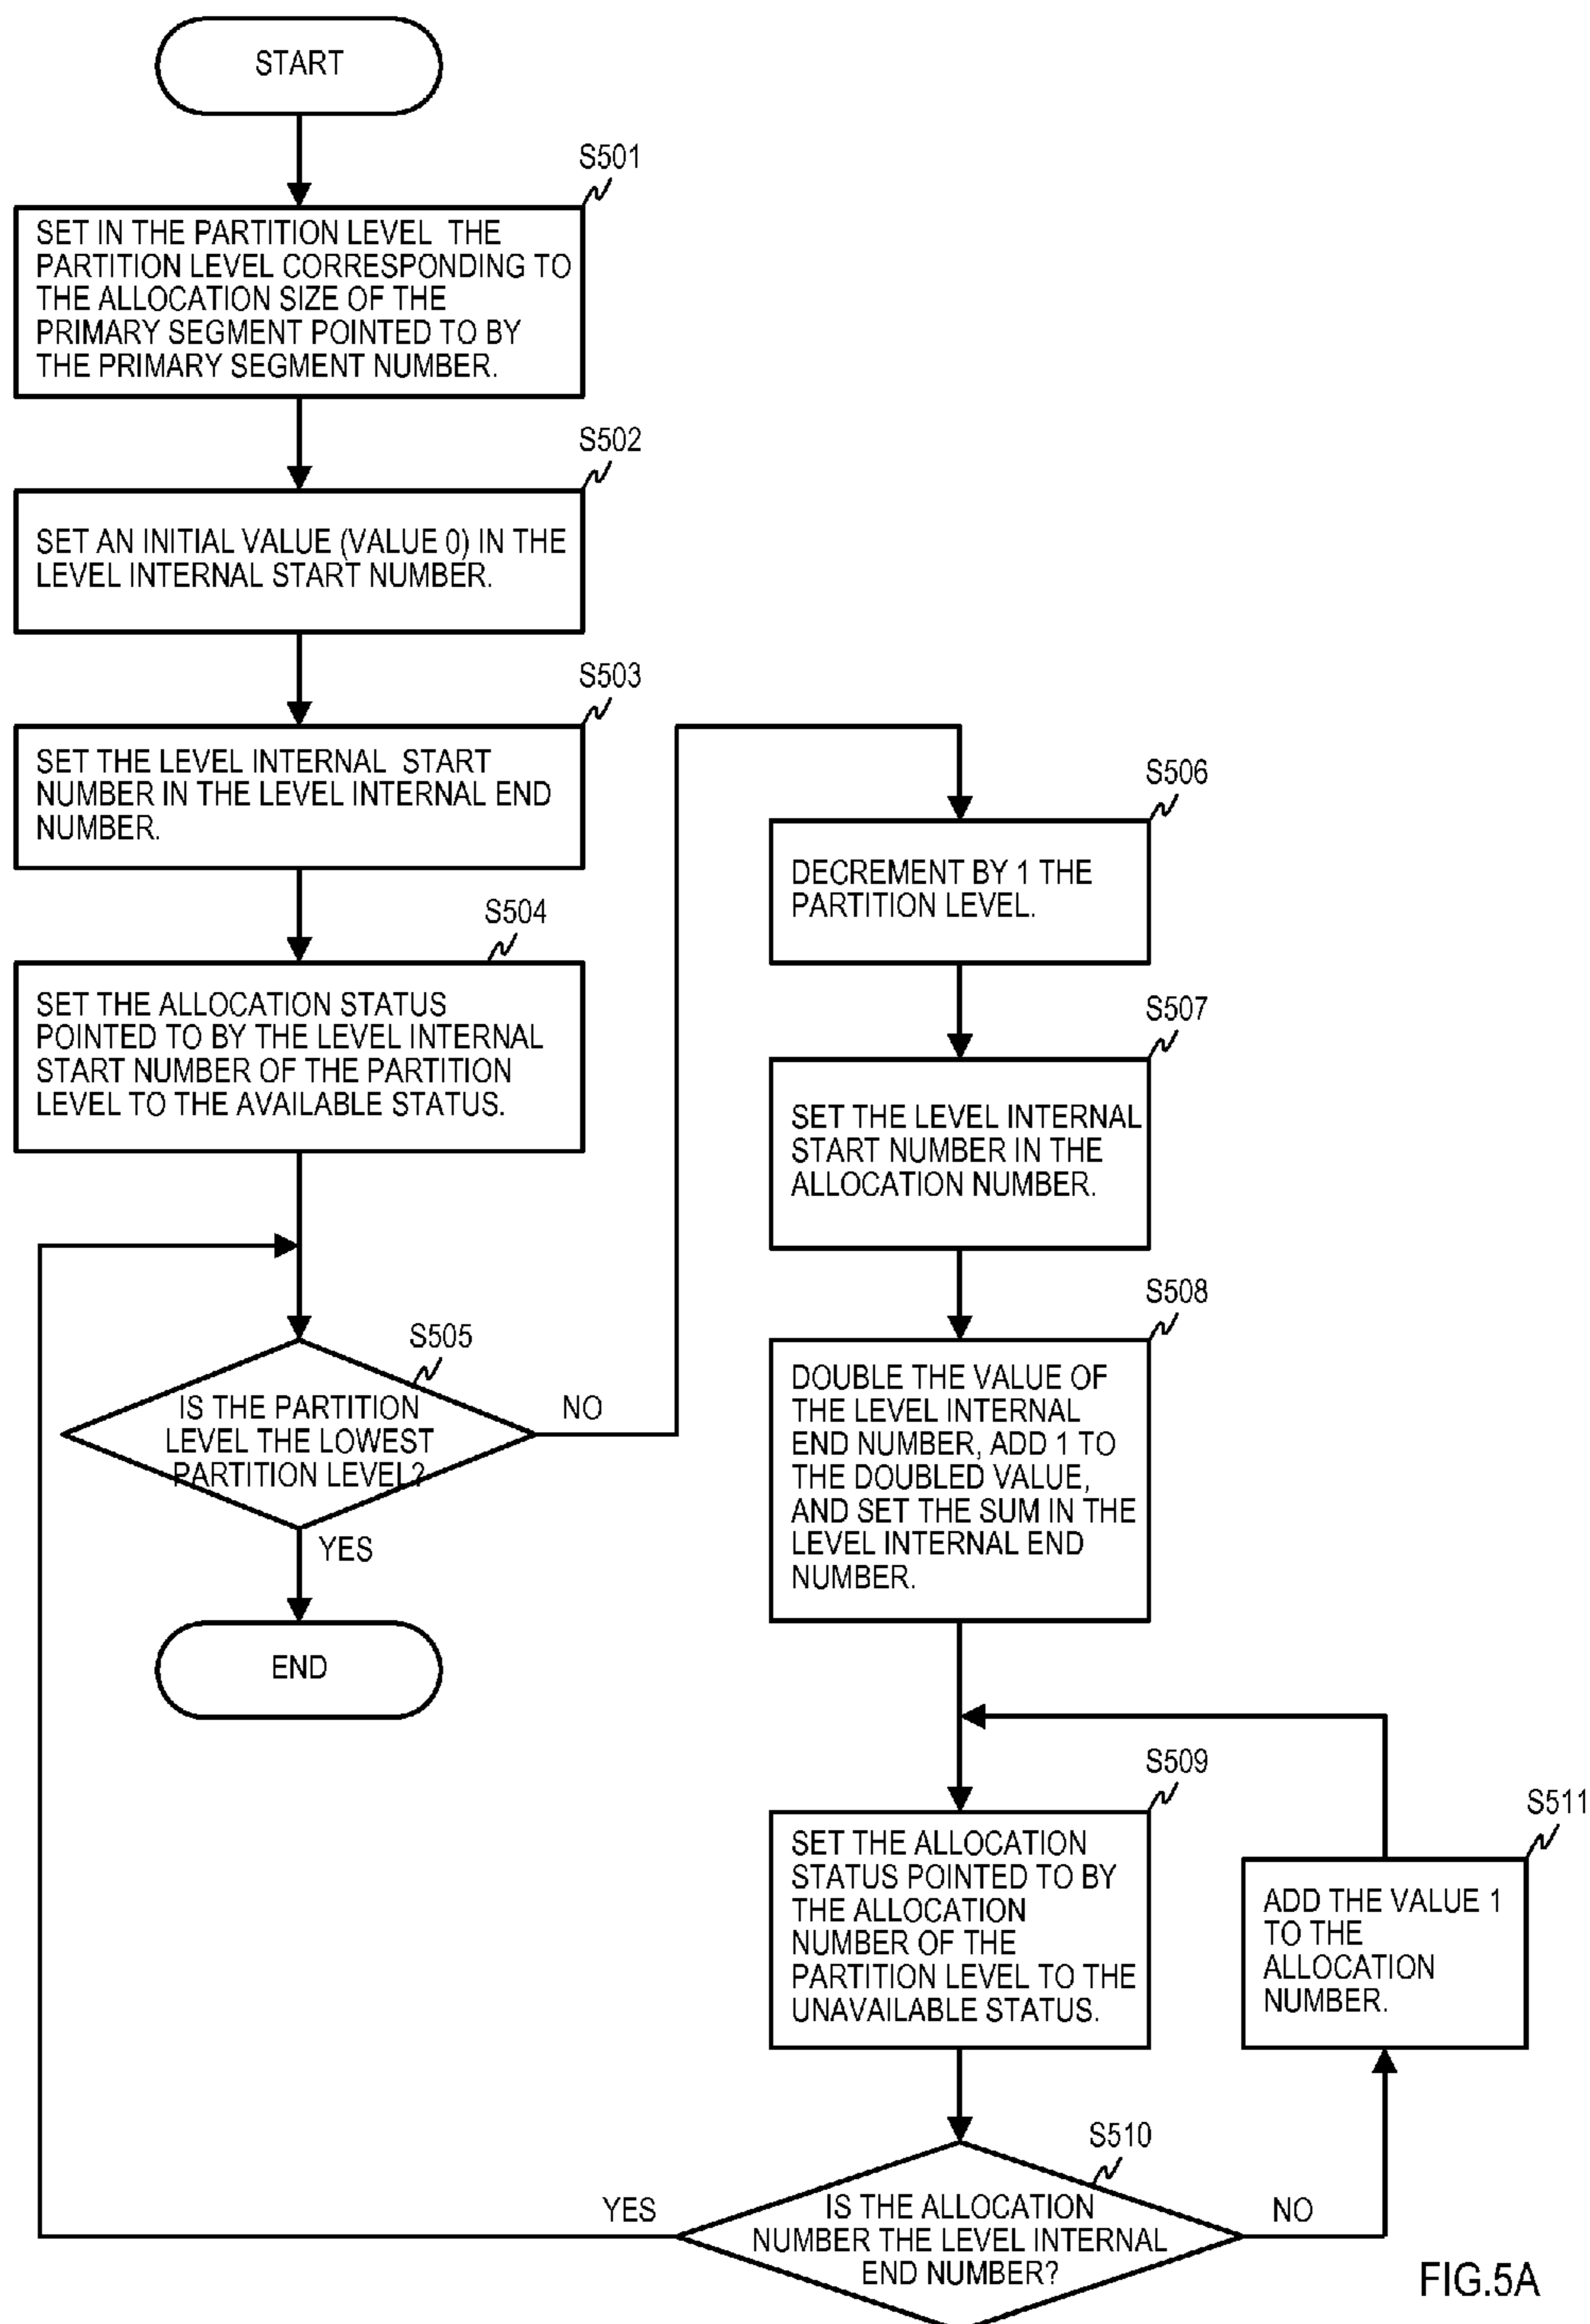 START
S501
SET IN THE PARTITION LEVEL THE
PARTITION LEVEL CORRESPONDING TO
THE ALLOCATION SIZE OF THE
PRIMARY SEGMENT POINTED TO BY
THE PRIMARY SEGMENT NUMBER.
S502
SET AN INITIAL VALUE (VALUE 0) IN THE
LEVEL INTERNAL START NUMBER.
S503
SET THE LEVEL INTERNAL START
NUMBER IN THE LEVEL INTERNAL END
NUMBER.
S504
SET THE ALLOCATION STATUS
POINTED TO BY THE LEVEL INTERNAL
START NUMBER OF THE PARTITION
LEVEL TO THE AVAILABLE STATUS.
S505
IS THE PARTITION
LEVEL THE LOWEST
PARTITION LEVEL?
NO
YES
END
S506
DECREMENT BY 1 THE
PARTITION LEVEL.
S507
SET THE LEVEL INTERNAL
START NUMBER IN THE
ALLOCATION NUMBER.
S508
DOUBLE THE VALUE OF
THE LEVEL INTERNAL
END NUMBER, ADD 1 TO
THE DOUBLED VALUE,
AND SET THE SUM IN THE
LEVEL INTERNAL END
NUMBER.
S509
SET THE ALLOCATION
STATUS POINTED TO BY
THE ALLOCATION
NUMBER OF THE
PARTITION LEVEL TO THE
UNAVAILABLE STATUS.
S510
IS THE ALLOCATION
NUMBER THE LEVEL INTERNAL
END NUMBER?
YES
NO
S511
ADD THE VALUE 1
TO THE
ALLOCATION
NUMBER.
FIG.5A